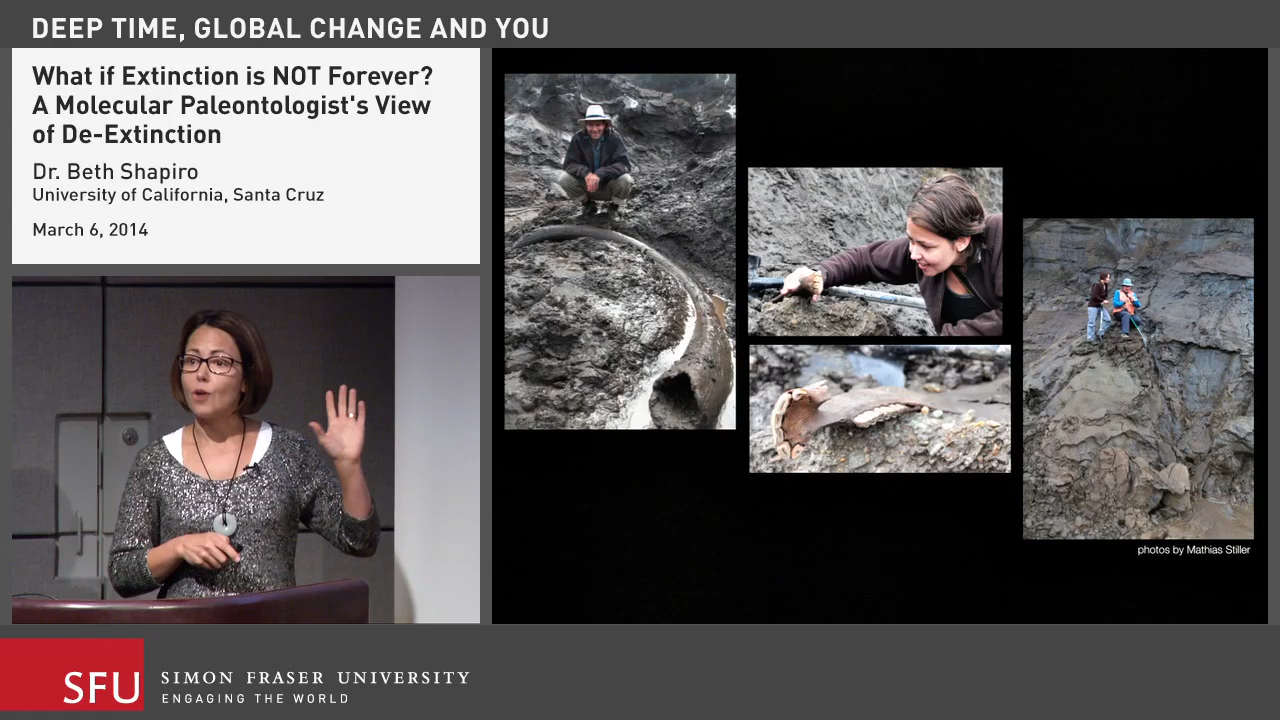 DEEP TIME, GLOBAL CHANGE AND YOU
What if Extinction is NOT Forever?
A Molecular Paleontologist's View
of De-Extinction
Dr. Beth Shapiro
University of California, Santa Cruz
March 6, 2014
photos by Mathias Stiller
SFU
SIMON FRASER UNIVERSITY
ENGAGING THE WORLD